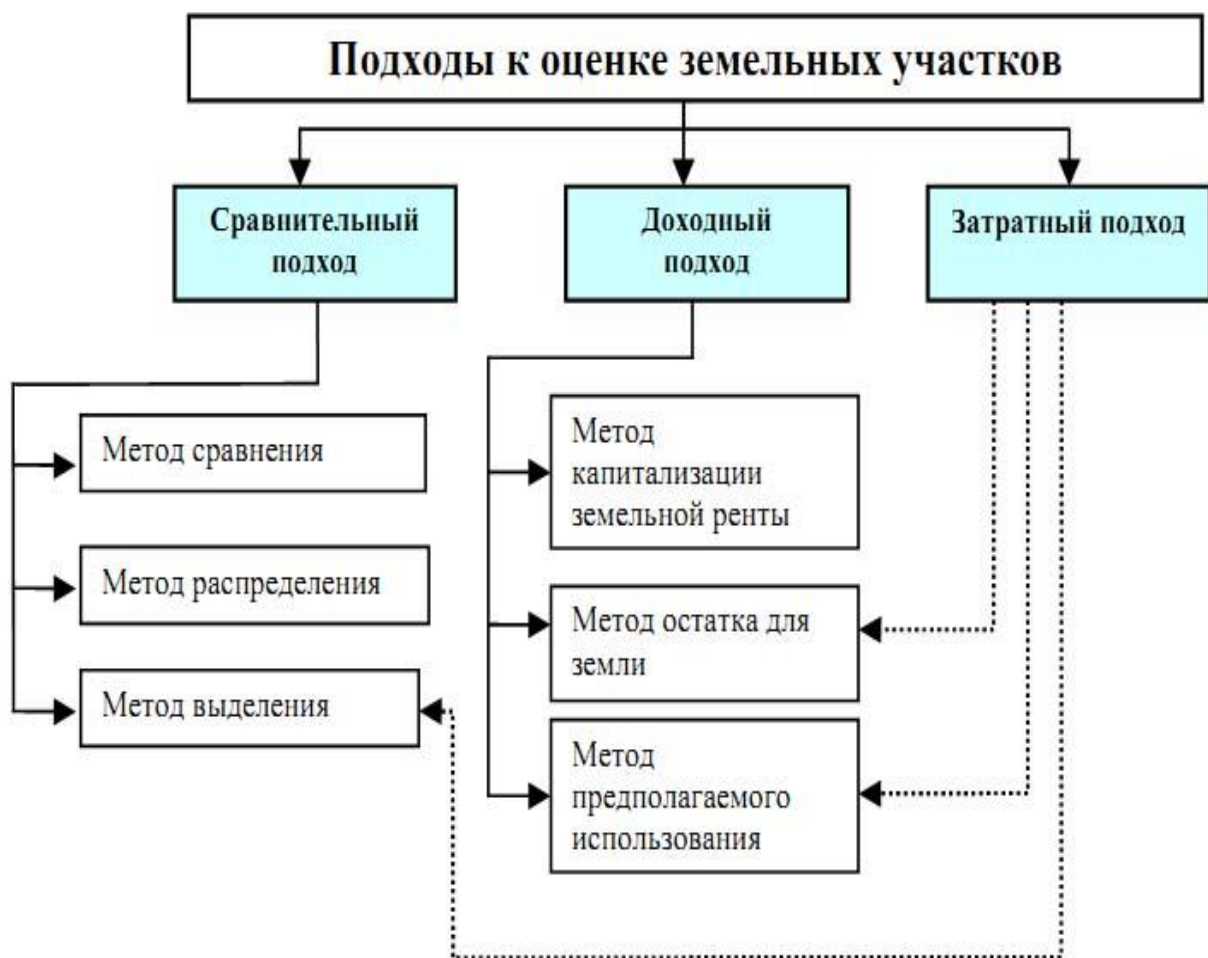 Подходы к оценке земельных участков
Сравнительный
подход
Доходный
подход
Затратный подход
Метод сравнения
Метод распределения
Метод выделения
Метод
капитализации
земельной ренты
Метод остатка для
земли
Метод
предполагаемого
использования